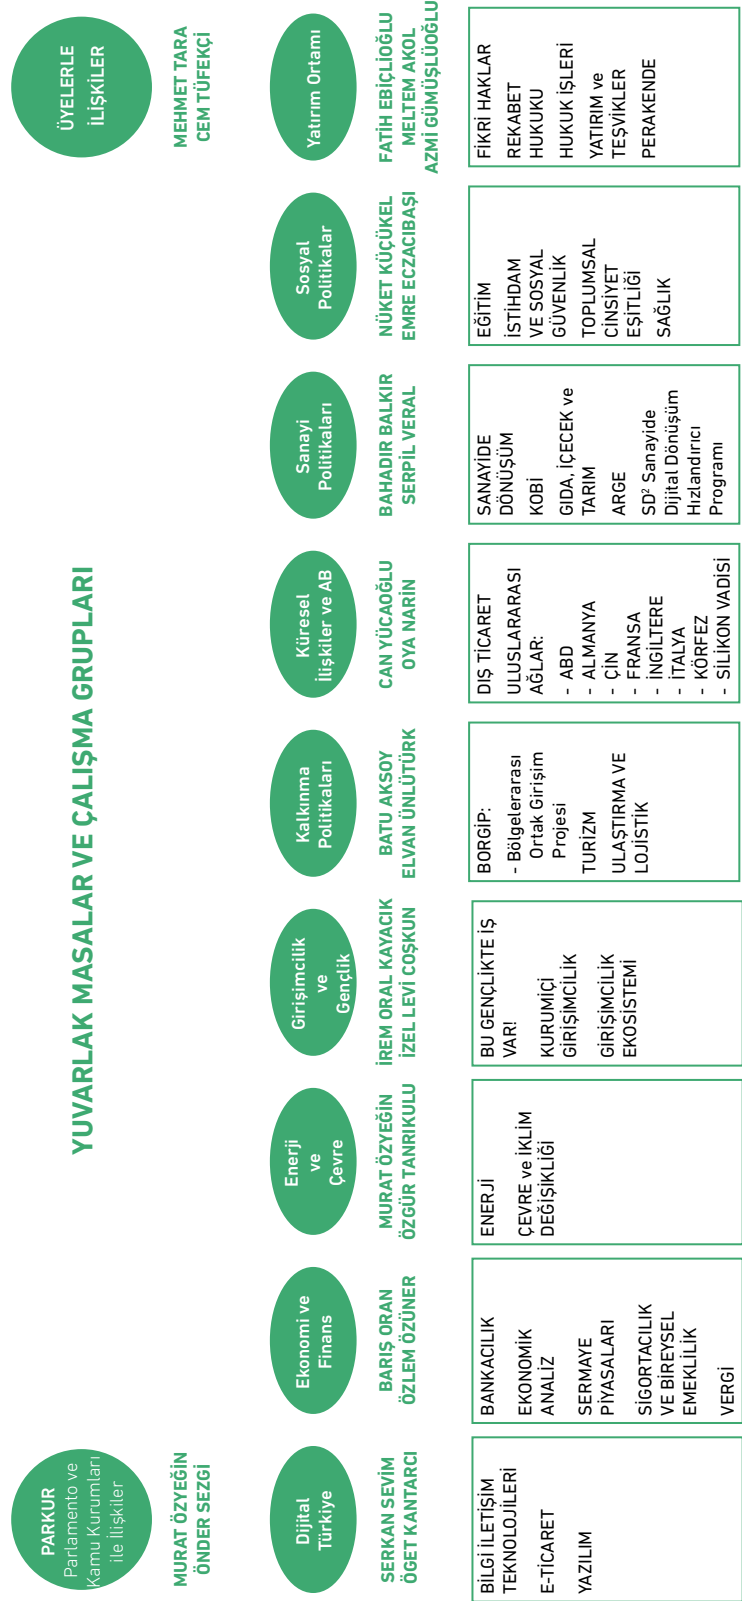 YUVARLAK MASALAR VE ÇALIŞMA GRUPLARI
PARKUR
Parlamento ve
Kamu Kurumları
ile İlişkiler
MURAT ÖZYEĞİN
ÖNDER SEZGİ
ÜYELERLE
İLİŞKİLER
MEHMET TARA
CEM TÜFEKÇİ
Dijital
Türkiye
SERKAN SEVİM
ÖGET KANTARCI
BİLGİ İLETİŞİM
TEKNOLOJİLERİ
E-TİCARET
YAZILIM
Ekonomi ve
Finans
BARIŞ ORAN
ÖZLEM ÖZÜNER
BANKACILIK
EKONOMİK
ANALİZ
SERMAYE
PİYASALARI
SİGORTACILIK
VE BİREYSEL
EMEKLİLİK
VERGİ
Enerji
ve
Çevre
MURAT ÖZYEĞİN
ÖZGÜR TANRIKULU
ENERJİ
ÇEVRE ve İKLİM
DEĞİŞİKLİĞİ
Girişimcilik
ve
Gençlik
İREM ORAL KAYACIK
İZEL LEVİ COŞKUN
BU GENÇLİKTE İŞ
VAR!
KURUMİÇİ
GİRİŞİMCİLİK
GİRİŞİMCİLİK
EKOSİSTEMİ
Kalkınma
Politikaları
BATU AKSOY
ELVAN ÜNLÜTÜRK
BORGİP:
- Bölgelerarası
Ortak Girişim
Projesi
TURİZM
ULAŞTIRMA VE
LOJİSTİK
Küresel
İlişkiler ve AB
CAN YÜCAOĞLU
OYA NARİN
DIŞ TİCARET
ULUSLARARASI
AĞLAR:
- ABD
- ALMANYA
- ÇİN
- FRANSA
- İNGİLTERE
- İTALYA
- KÖRFEZ
- SİLİKON VADİSİ
Sanayi
Politikaları
BAHADIR BALKIR
SERPİL VERAL
SANAYİDE
DÖNÜŞÜM
KOBİ
GIDA, İÇECEK ve
TARIM
ARGE
SD² Sanayide
Dijital Dönüşüm
Hızlandırıcı
Programı
Sosyal
Politikalar
NÜKET KÜÇÜKEL
EMRE ECZACIBAŞI
EĞİTİM
İSTİHDAM
VE SOSYAL
GÜVENLİK
TOPLUMSAL
CİNSİYET
EŞİTLİĞİ
SAĞLIK
Yatırım Ortamı
FATİH EBİÇLİOĞLU
MELTEM AKOL
AZMİ GÜMÜŞLÜOĞLU
FİKRİ HAKLAR
REKABET
HUKUKU
HUKUK İŞLERİ
YATIRIM ve
TEŞVİKLER
PERAKENDE